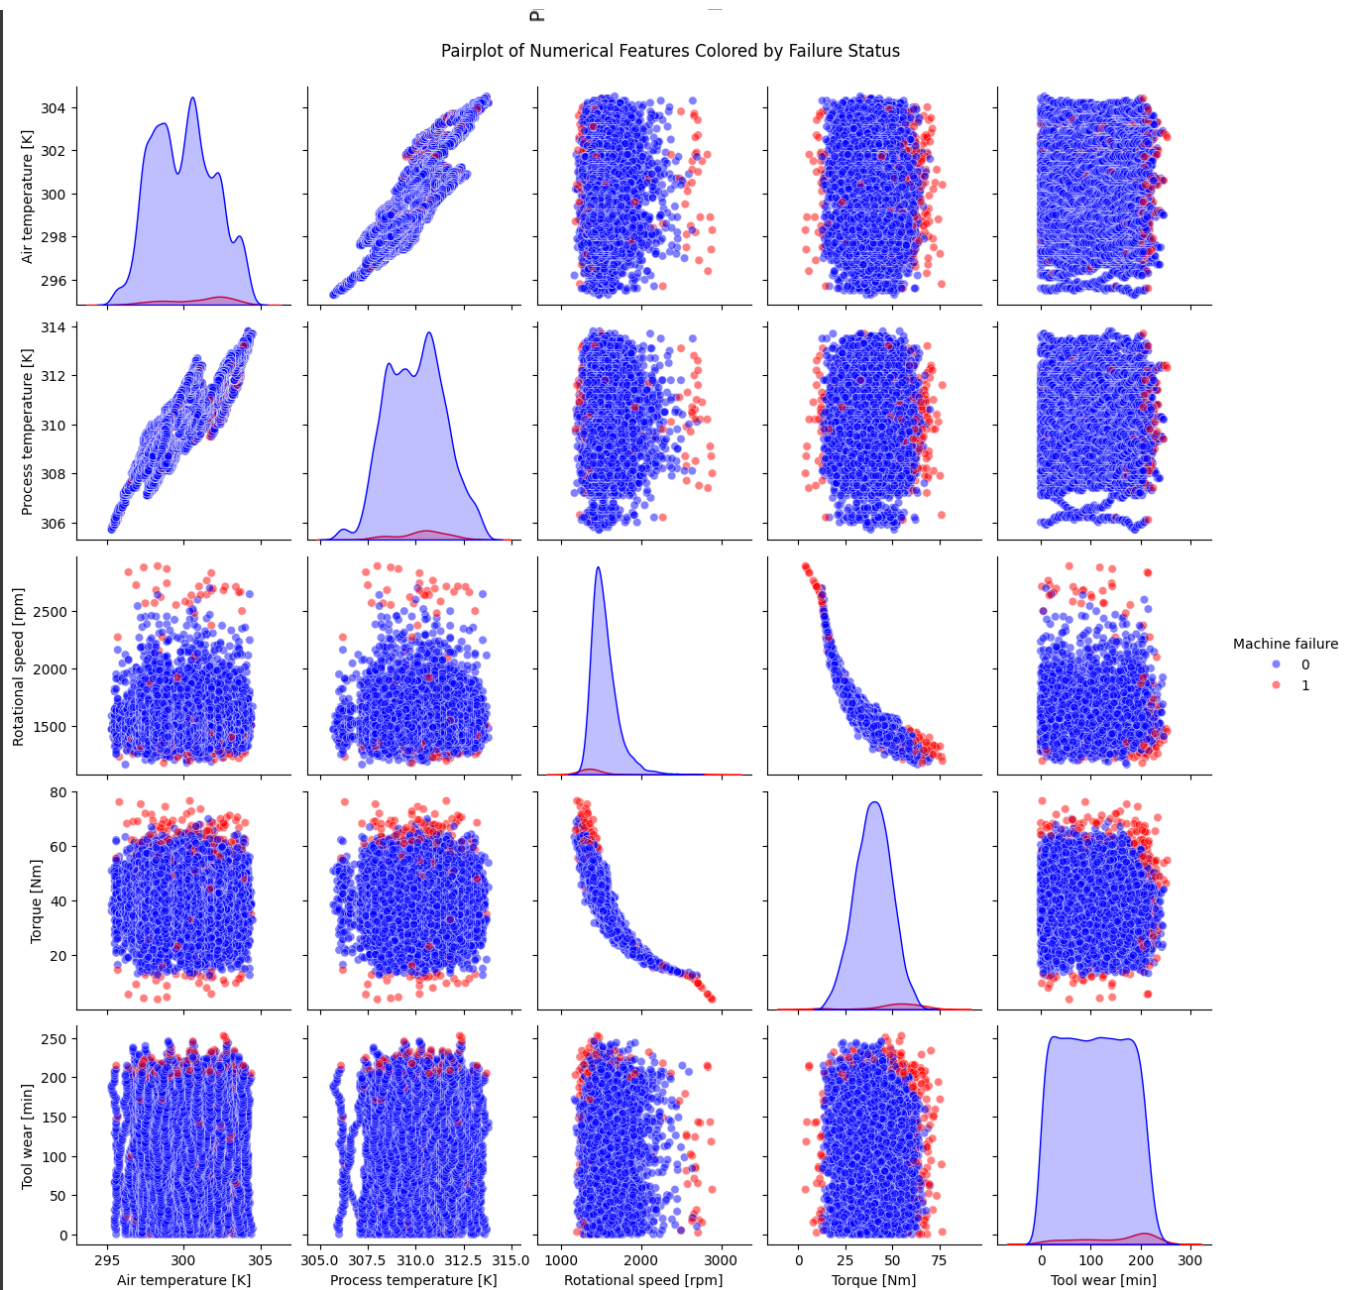 P
Pairplot of Numerical Features Colored by Failure Status
304
302
300
298
296
Air temperature [K]
314
312
310
308
306
Process temperature [K]
2500
2000
1500
Rotational speed [rpm]
Machine failure
0
1
80
60
40
20
Torque [Nm]
250
200
150
100
50
0
Tool wear [min]
295 300 305
Air temperature [K]
305.0 307.5 310.0 312.5 315.0
Process temperature [K]
1000 2000 3000
Rotational speed [rpm]
0 25 50 75
Torque [Nm]
0 100 200 300
Tool wear [min]